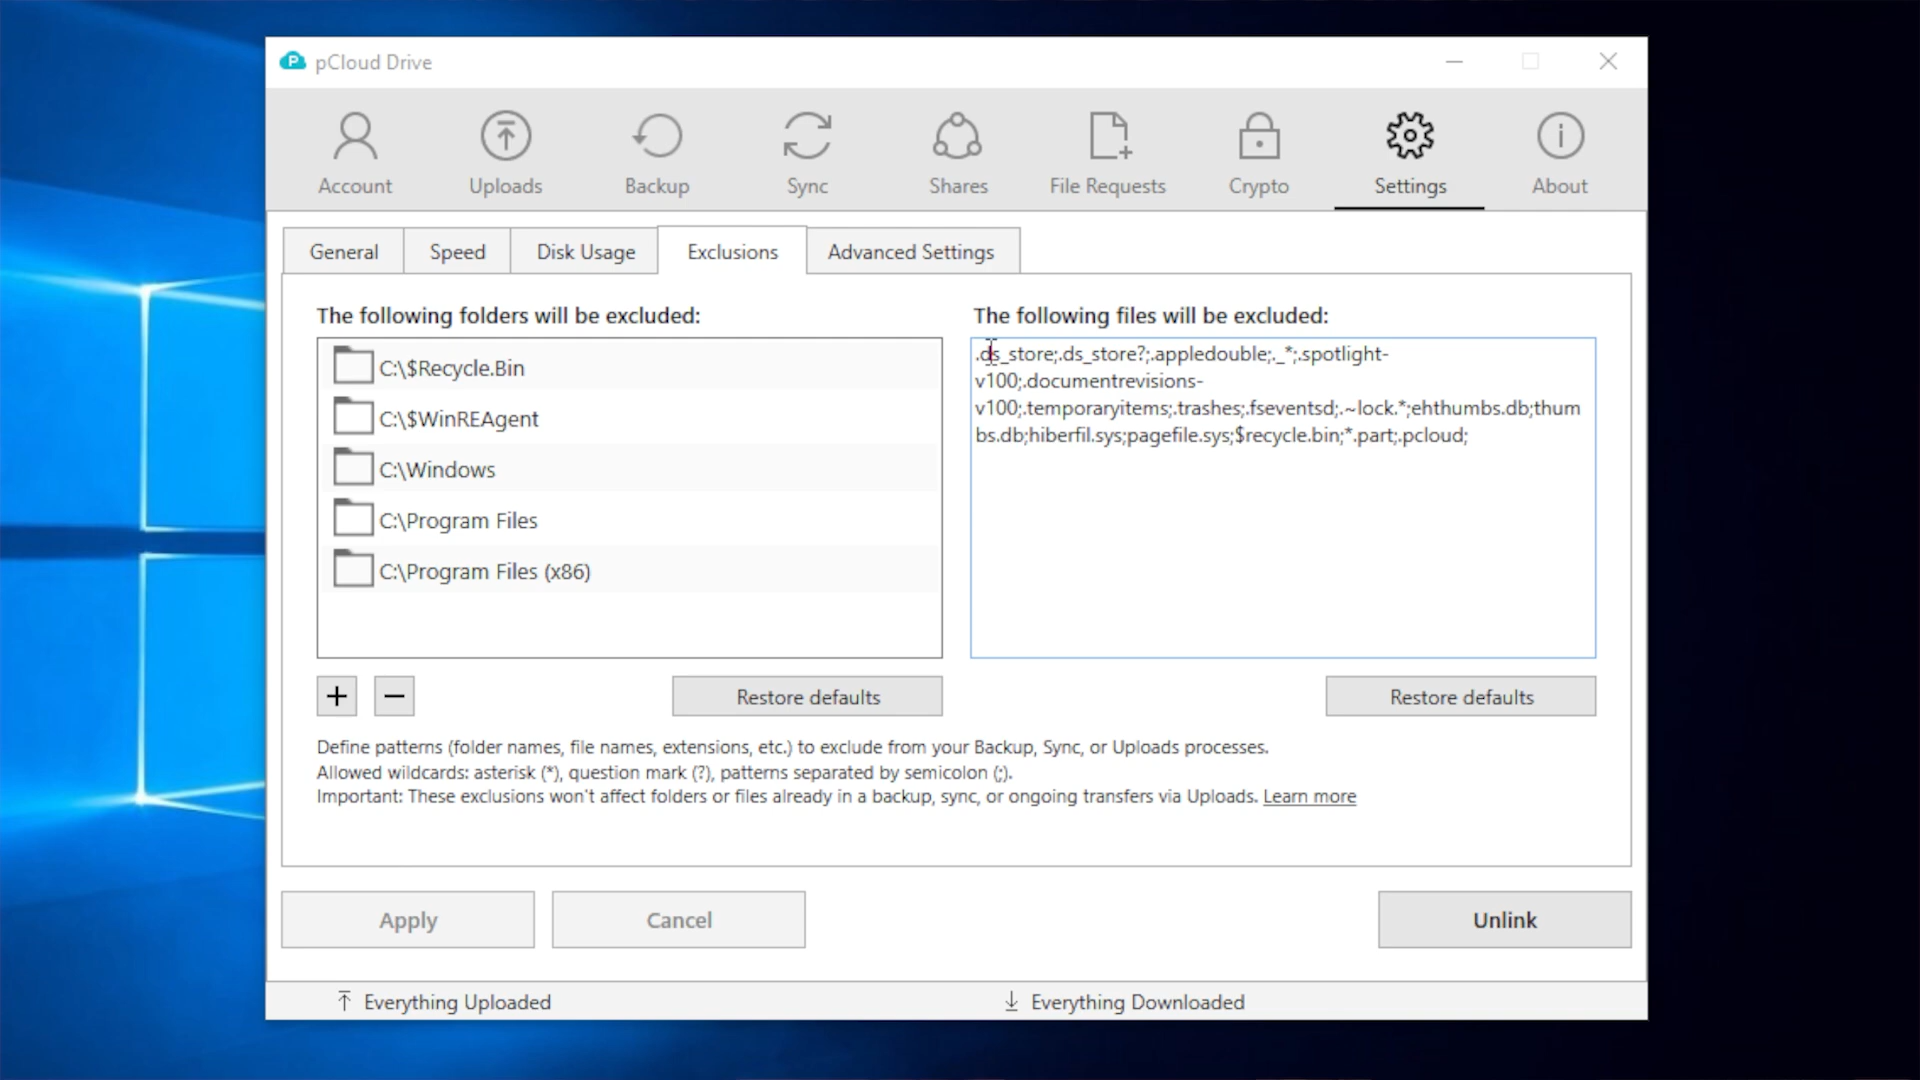 pCloud Drive
Account
Uploads
Backup
Sync
Shares
File Requests
Crypto
Settings
About
General
Speed
Disk Usage
Exclusions
Advanced Settings
The following folders will be excluded:
C:\$Recycle.Bin
C:\$WinREAgent
C:\Windows
C:\Program Files
C:\Program Files (x86)
Restore defaults
The following files will be excluded:
.ds_store;.ds_store?;.appledouble;._*;.spotlight-
v100;.documentrevisions-
v100;.temporaryitems;.trashes;.fseventsd;.~lock.*;ehthumbs.db;thum
bs.db;hiberfil.sys;pagefile.sys;$recycle.bin;*.part;.pcloud;
Restore defaults
Define patterns (folder names, file names, extensions, etc.) to exclude from your Backup, Sync, or Uploads processes.
Allowed wildcards: asterisk (*), question mark (?), patterns separated by semicolon (;).
Important: These exclusions won't affect folders or files already in a backup, sync, or ongoing transfers via Uploads. Learn more
Apply
Cancel
Unlink
Everything Uploaded
Everything Downloaded